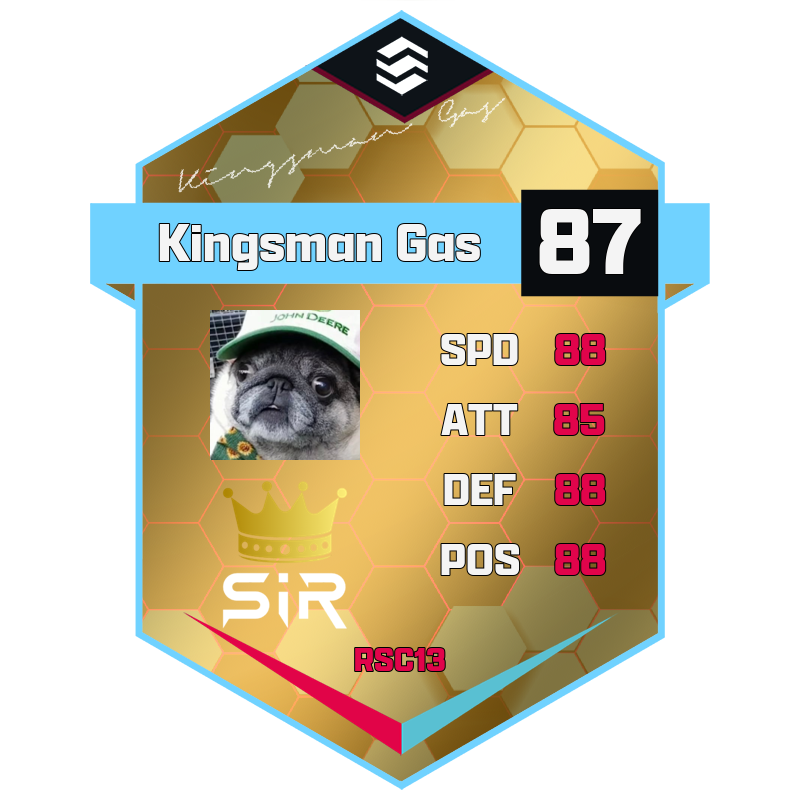 Kingsman Gas
Kingsman Gas
87
JOHN DEERE
SPD 88
ATT 85
DEF 88
POS 88
SiR
RSC13